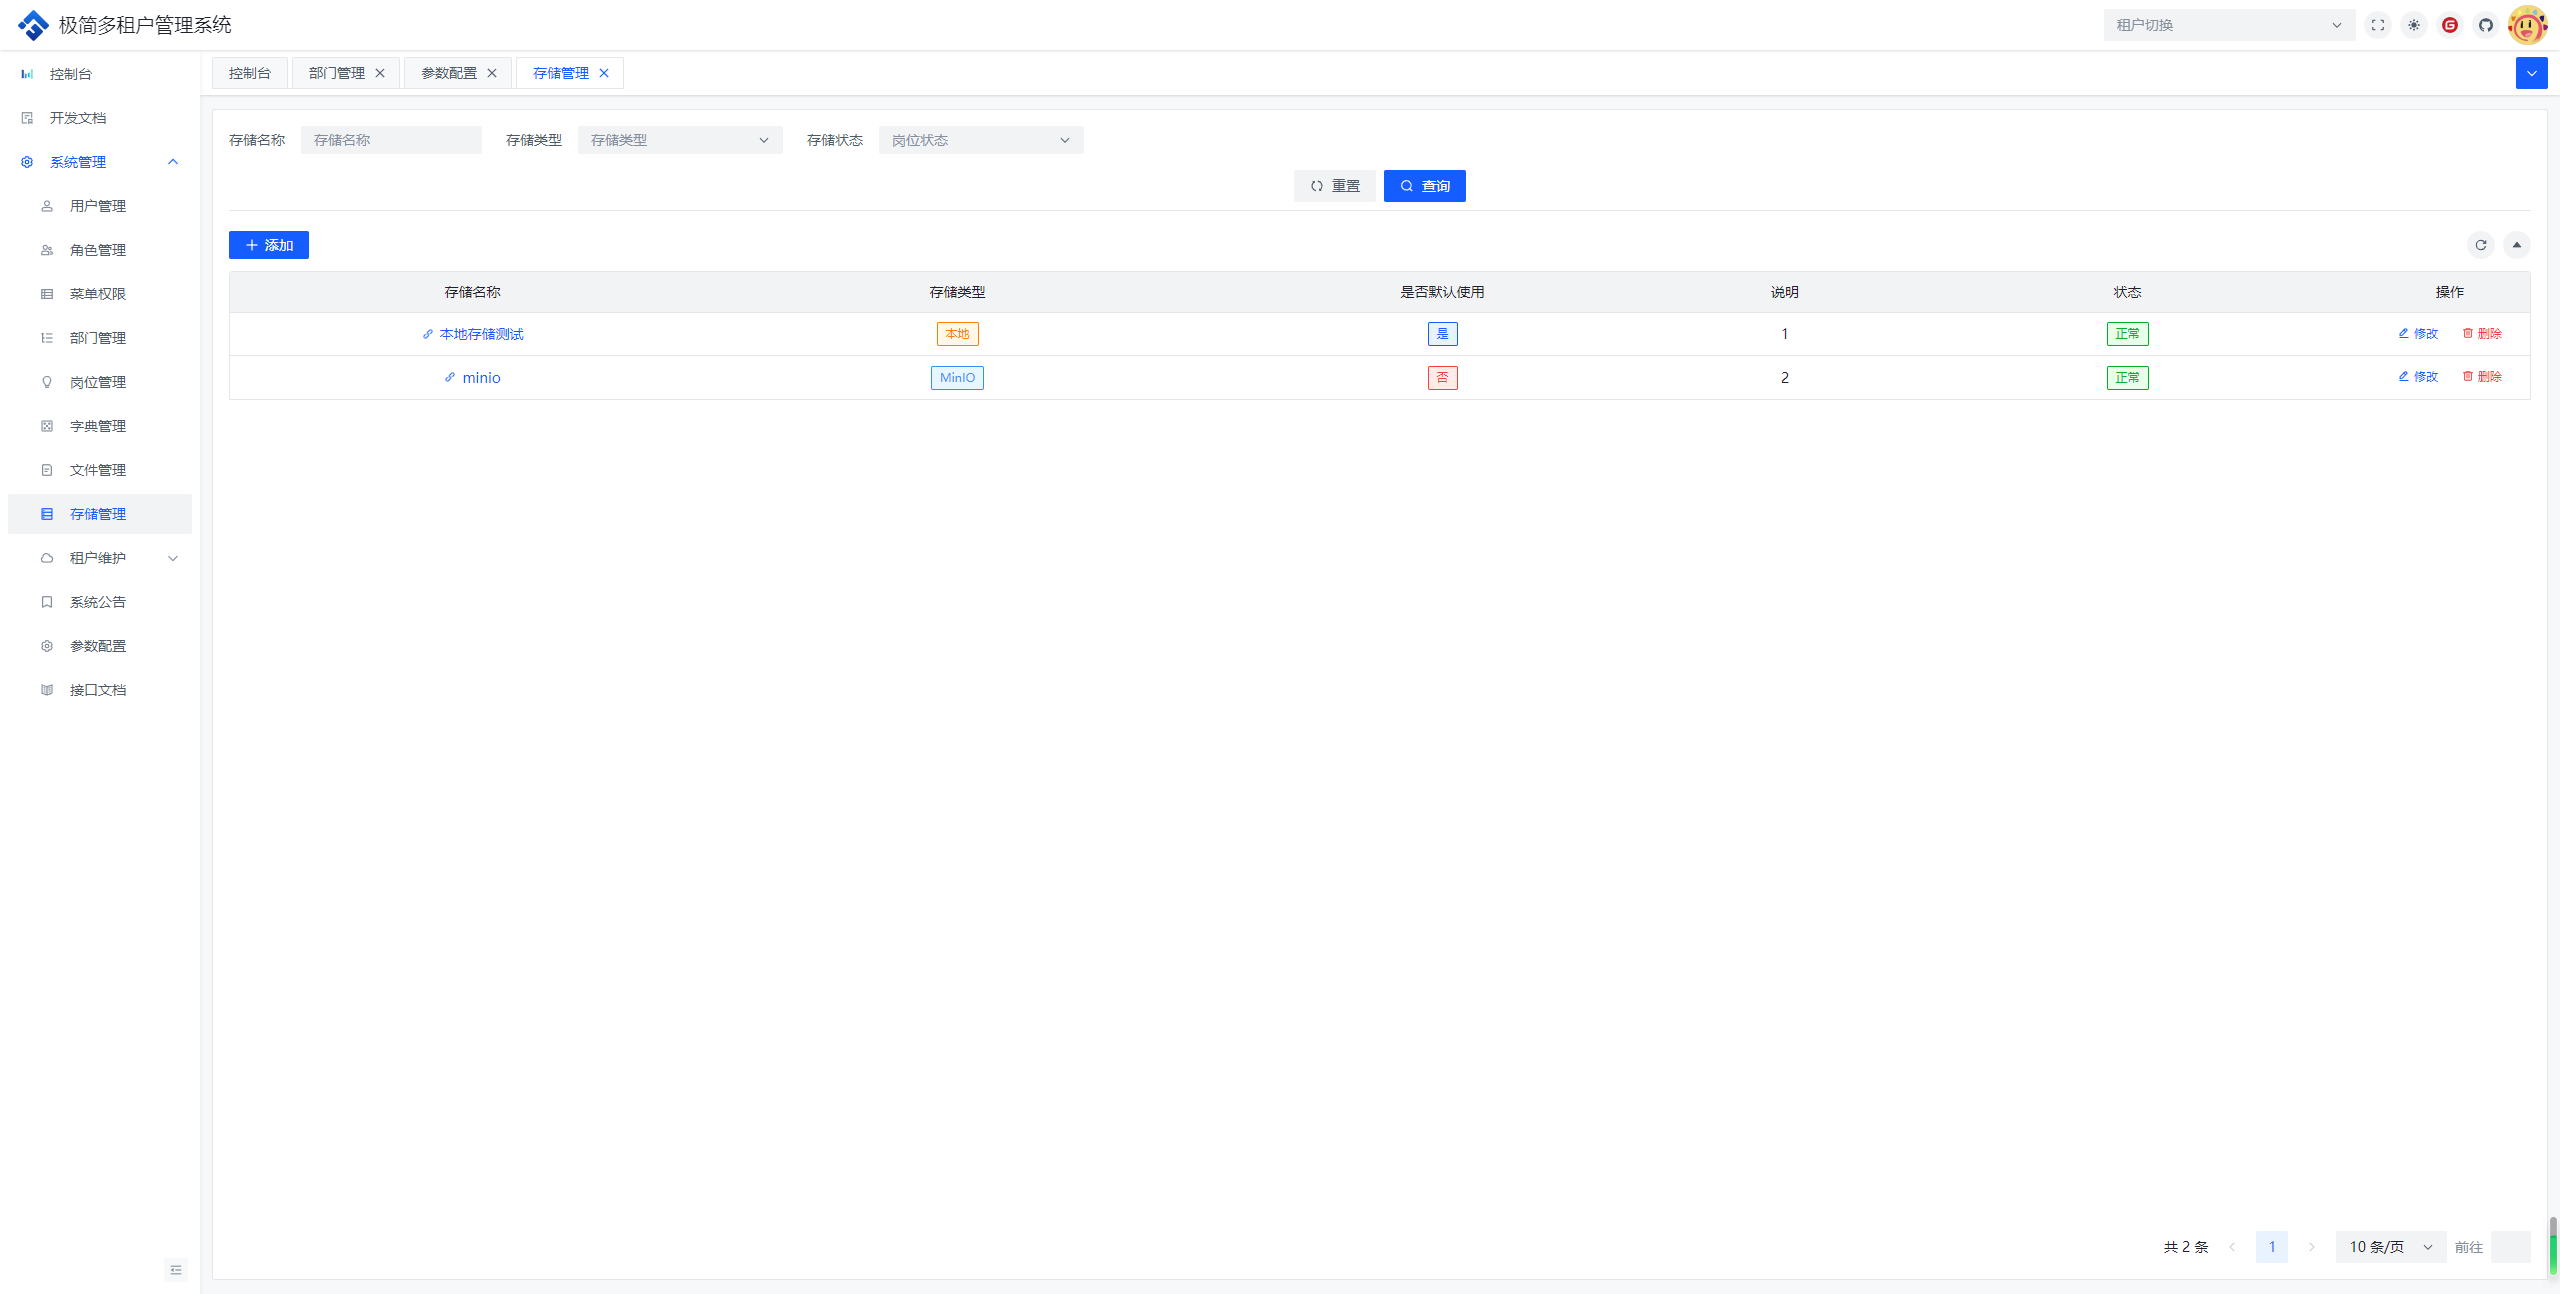 极简多租户管理系统
租户切换
控制台
开发文档
系统管理
用户管理
角色管理
菜单权限
部门管理
岗位管理
字典管理
文件管理
存储管理
租户维护
系统公告
参数配置
接口文档
控制台 部门管理 参数配置 存储管理
存储名称 存储名称 存储类型 存储类型 存储状态 岗位状态
重置 查询
添加
存储名称 存储类型 是否默认使用 说明 状态 操作
本地存储测试 本地 是 1 正常 修改 删除
minio MinIO 否 2 正常 修改 删除
共 2 条 1 10 条/页 前往